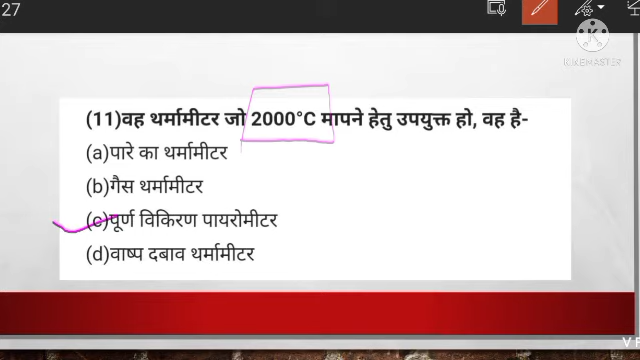 27
KINEMASTER
(11)वह थर्मामीटर जो 2000°C मापने हेतु उपयुक्त हो, वह है-
(a)पारे का थर्मामीटर
(b)गैस थर्मामीटर
(c)पूर्ण विकिरण पायरोमीटर
(d)वाष्प दबाव थर्मामीटर